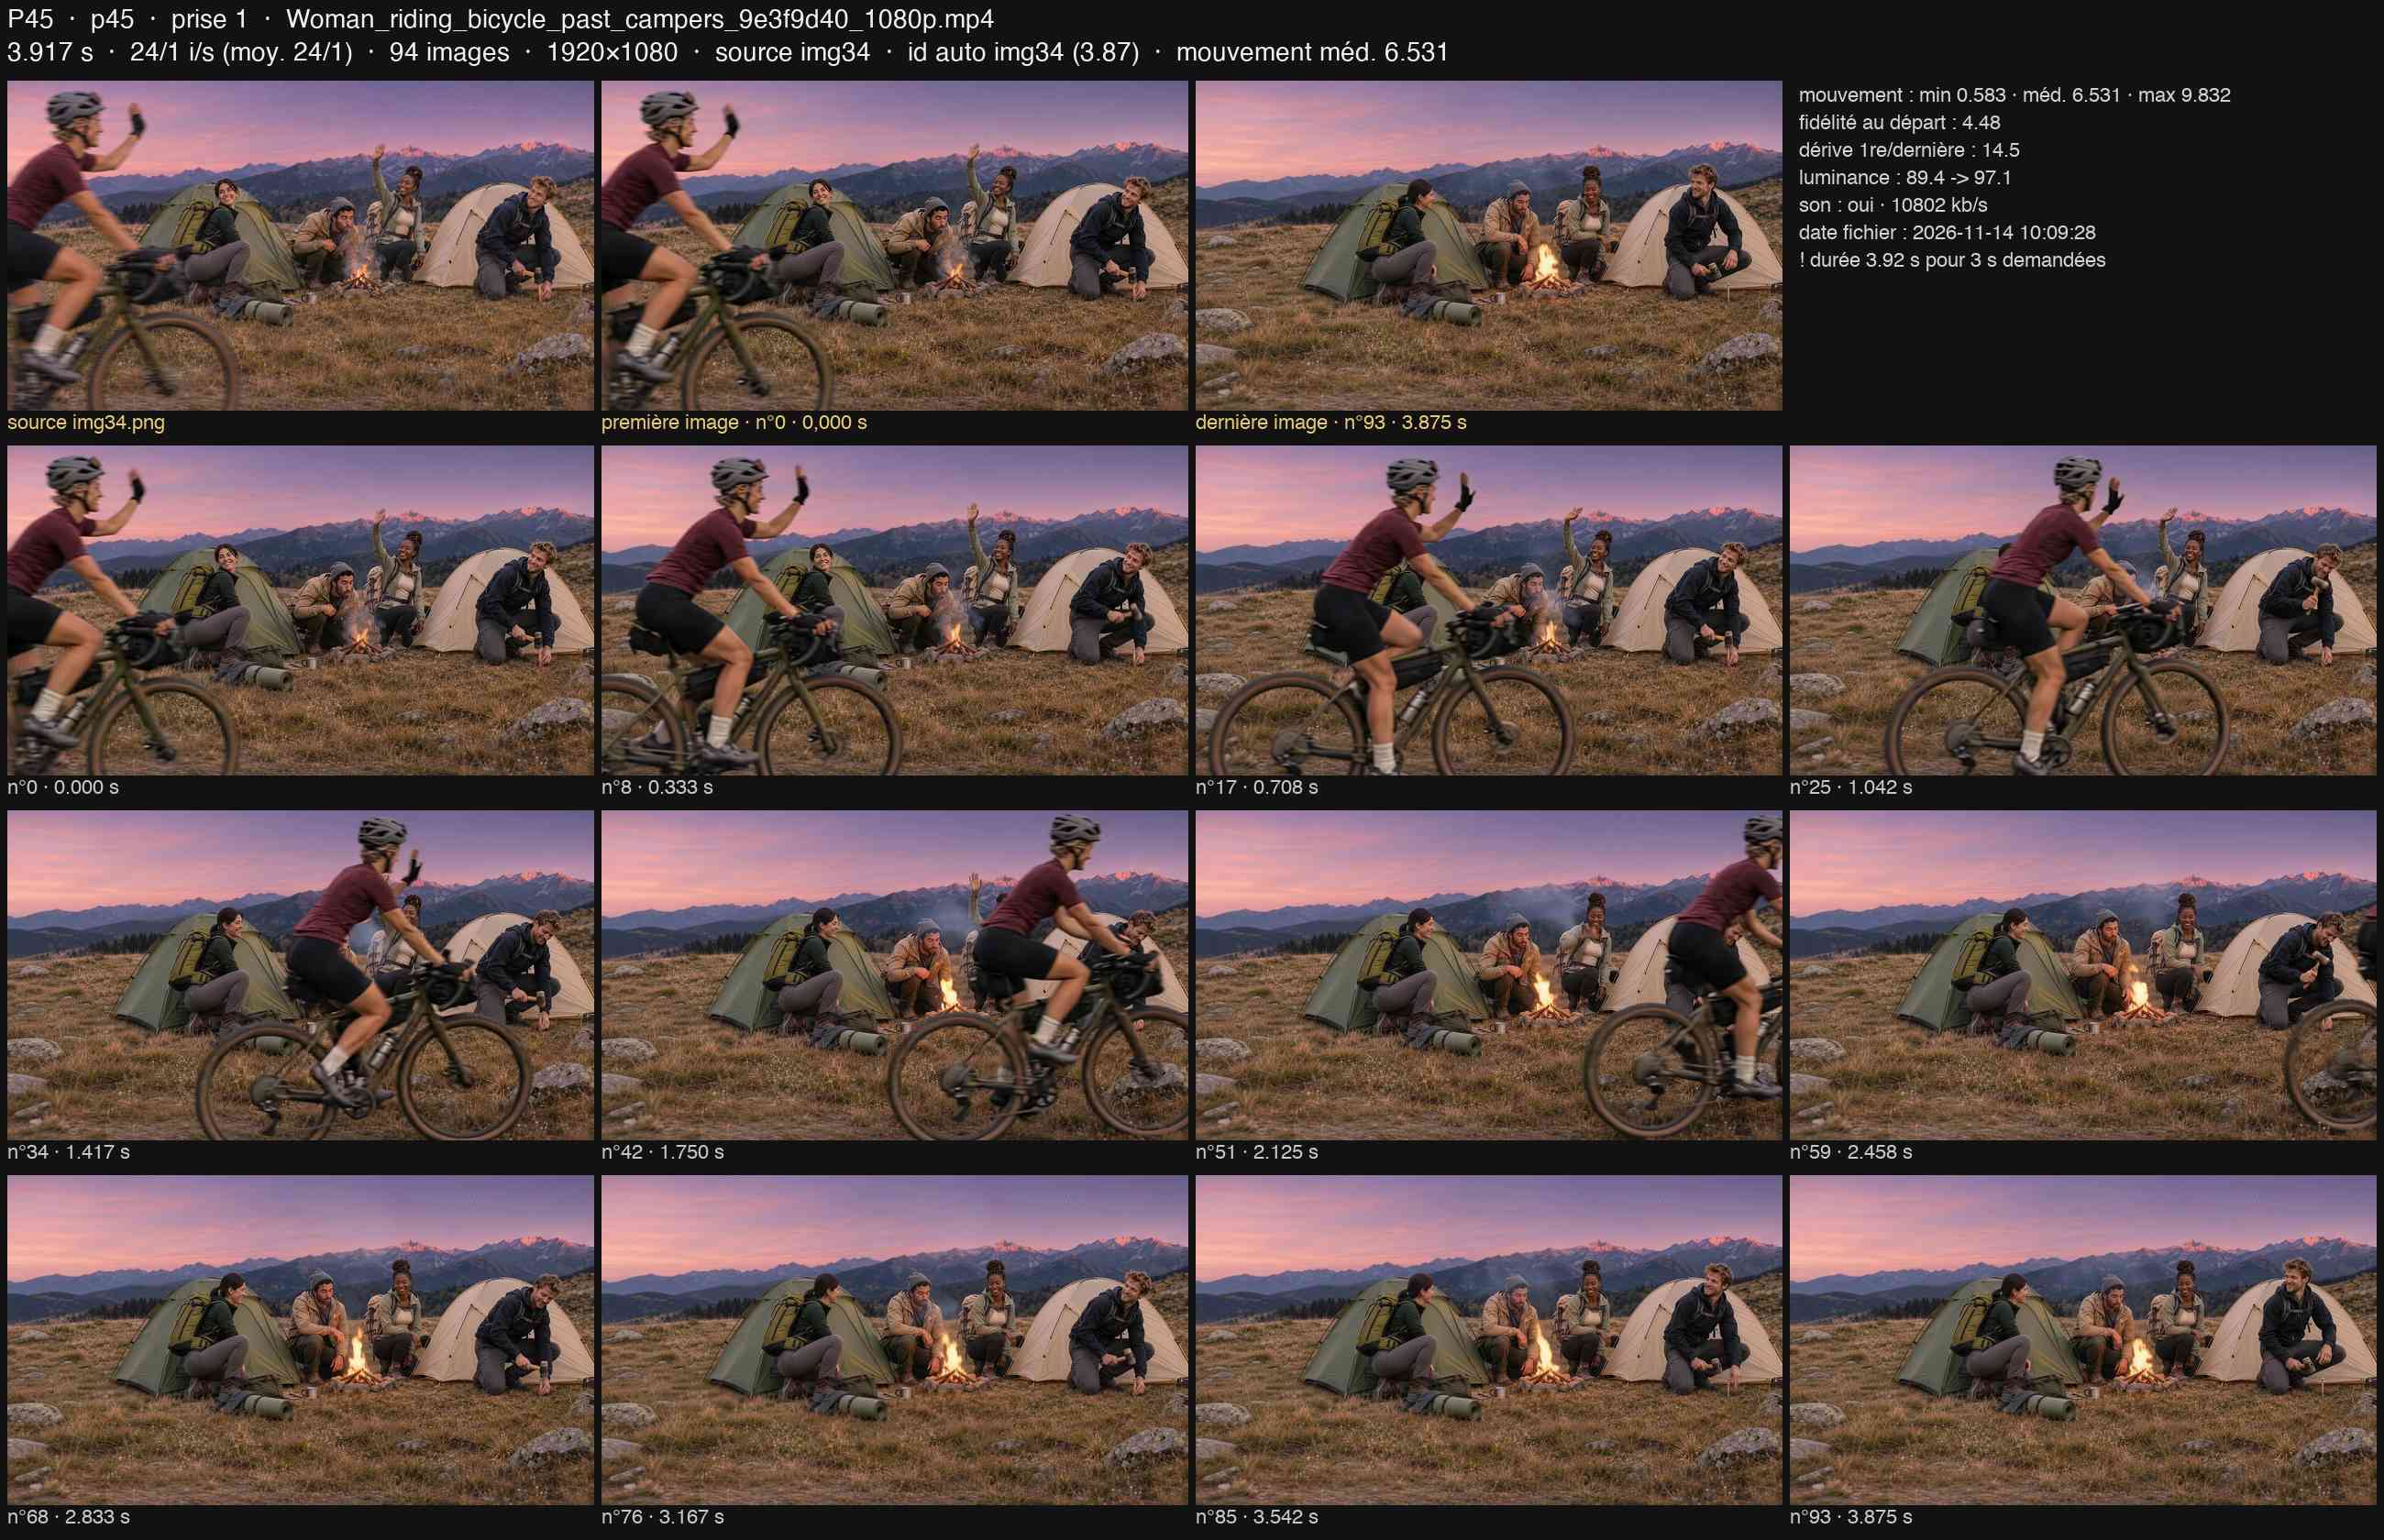 P45 · p45 · prise 1 · Woman_riding_bicycle_past_campers_9e3f9d40_1080p.mp4
3.917 s · 24/1 i/s (moy. 24/1) · 94 images · 1920×1080 · source img34 · id auto img34 (3.87) · mouvement méd. 6.531
mouvement : min 0.583 · méd. 6.531 · max 9.832
fidélité au départ : 4.48
dérive 1re/dernière : 14.5
luminance : 89.4 -> 97.1
son : oui · 10802 kb/s
date fichier : 2026-11-14 10:09:28
! durée 3.92 s pour 3 s demandées
source img34.png
première image · n°0 · 0,000 s
dernière image · n°93 · 3.875 s
n°0 · 0.000 s
n°8 · 0.333 s
n°17 · 0.708 s
n°25 · 1.042 s
n°34 · 1.417 s
n°42 · 1.750 s
n°51 · 2.125 s
n°59 · 2.458 s
n°68 · 2.833 s
n°76 · 3.167 s
n°85 · 3.542 s
n°93 · 3.875 s